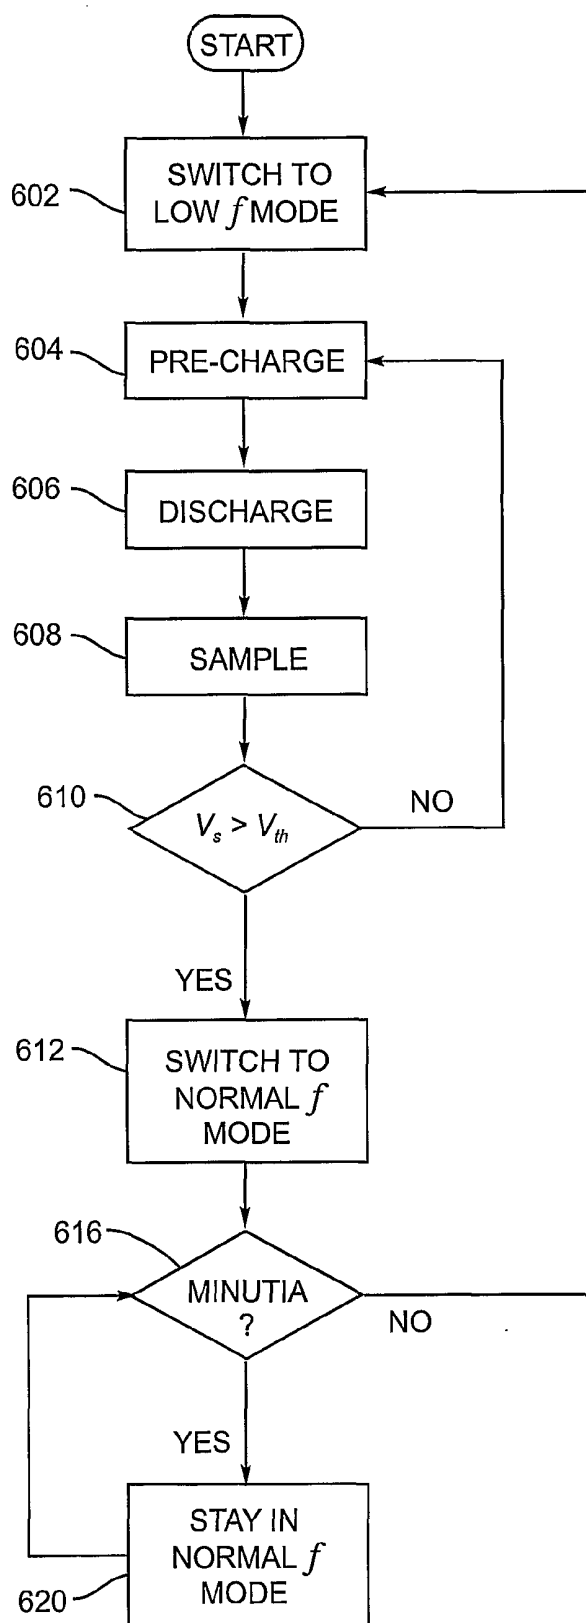 START
602
SWITCH TO
LOW f MODE
604
PRE-CHARGE
606
DISCHARGE
608
SAMPLE
610
Vs > Vth
NO
YES
612
SWITCH TO
NORMAL f
MODE
616
MINUTIA
?
NO
YES
STAY IN
NORMAL f
MODE
620